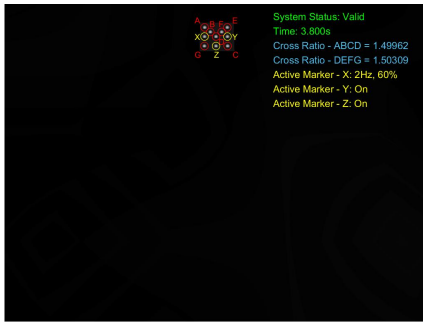 System Status: Valid
Time: 3.800s
Cross Ratio - ABCD = 1.49962
Cross Ratio - DEFG = 1.50309
Active Marker - X: 2Hz, 60%
Active Marker - Y: On
Active Marker - Z: On
A E
B F
X Y
G Z C